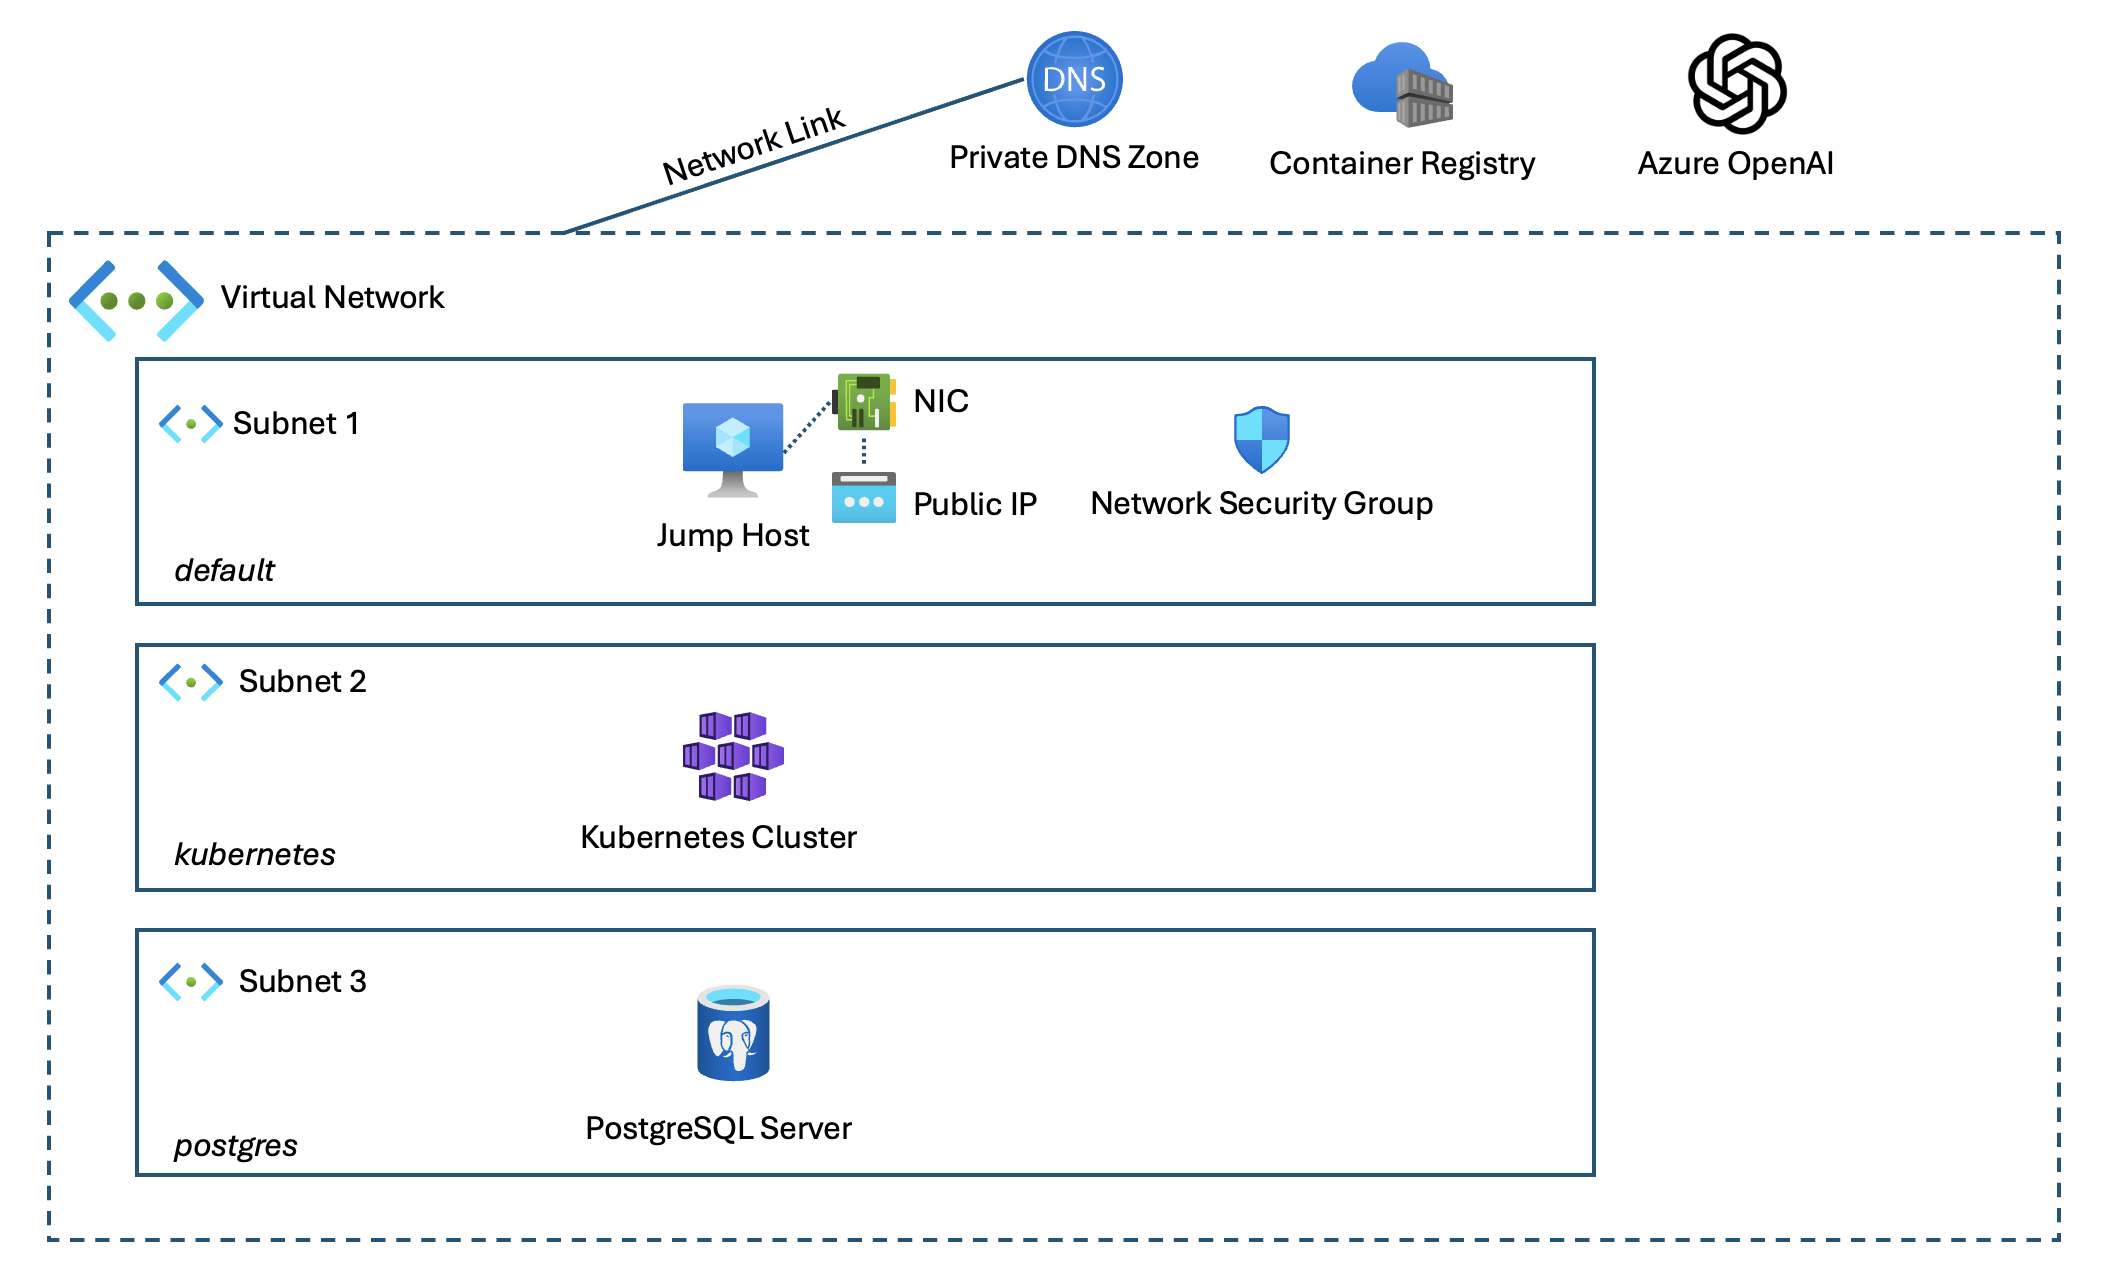 DNS
Private DNS Zone
Container Registry
Azure OpenAI
Network Link
Virtual Network
Subnet 1
NIC
Public IP
Jump Host
Network Security Group
default
Subnet 2
Kubernetes Cluster
kubernetes
Subnet 3
PostgreSQL Server
postgres